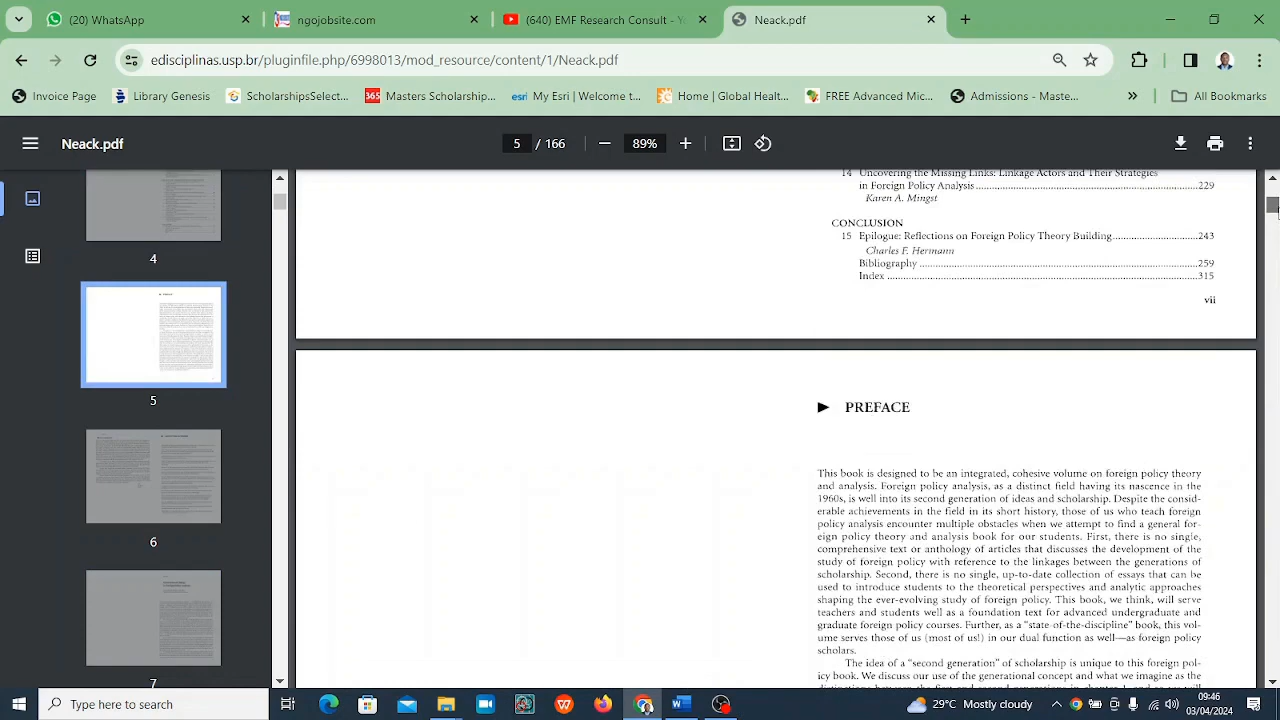 (20) WhatsApp
ngojobsite.com
(640) EMF Research Consult - Yo
Neack.pdf
edisciplinas.usp.br/pluginfile.php/6998013/mod_resource/content/1/Neack.pdf
Invoice Page
Library Genesis
ScholarshipSelect...
Masters Scholarship...
My Esri | Welcome t...
Home | Global Healt...
FREE Advanced Mic...
Admissions - Maste...
All Bookmarks
Neack.pdf
5 / 166
80%
14 Uncovering the Missing Links: Linkage Actors and Their Strategies
in Foreign Policy Analysis 229
Karen A. Mingst
CONCLUSION
15 Epilogue: Reflections on Foreign Policy Theory Building 243
Charles F. Hermann
Bibliography 259
Index 315
vii
4
5
6
7
PREFACE
This book is designed to be an integrated, cohesive volume on foreign policy theory
and analysis. Foreign policy analysis, as a distinct field having its nascence in the
1960s, is well into its second generation of ideas and scholarship. Despite the consid-
erable achievements in the field in its short history, those of us who teach foreign
policy analysis encounter multiple obstacles when we attempt to find a general for-
eign policy theory and analysis book for our students. First, there is no single,
comprehensive text or anthology of articles that discusses the development of the
study of foreign policy with reference to the linkages between the generations of
scholarship. Second, there is no single, up-to-date collection of essays that can be
used to introduce students to the theoretical perspectives and analytic approaches
shaping the ever-evolving study of foreign policy. This book, we think, will serve
teachers and students well as a foundation text for advanced undergraduate and
graduate foreign policy courses. Further, as a "state-of-the-discipline" book, this vol-
ume serves those of us (most of us) in our dual function as well—as foreign policy
scholars.
The idea of a "second generation" of scholarship is unique to this foreign pol-
icy book. We discuss our use of the generational concept and what we imagine as the
Type here to search
29°C Mostly cloudy
09:46
03/04/2024